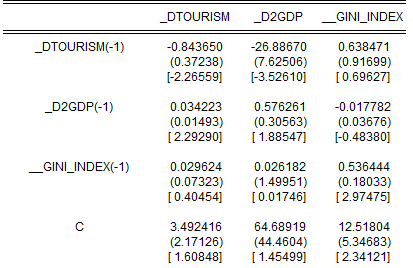 _DTOURISM _D2GDP __GINI_INDEX
_DTOURISM(-1) -0.843650 -26.88670 0.638471
(0.37238) (7.62506) (0.91699)
[-2.26559] [-3.52610] [ 0.69627]
_D2GDP(-1) 0.034223 0.576261 -0.017782
(0.01493) (0.30563) (0.03676)
[ 2.29290] [ 1.88547] [-0.48380]
__GINI_INDEX(-1) 0.029624 0.026182 0.536444
(0.07323) (1.49951) (0.18033)
[ 0.40454] [ 0.01746] [ 2.97475]
C 3.492416 64.68919 12.51804
(2.17126) (44.4604) (5.34683)
[ 1.60848] [ 1.45499] [ 2.34121]